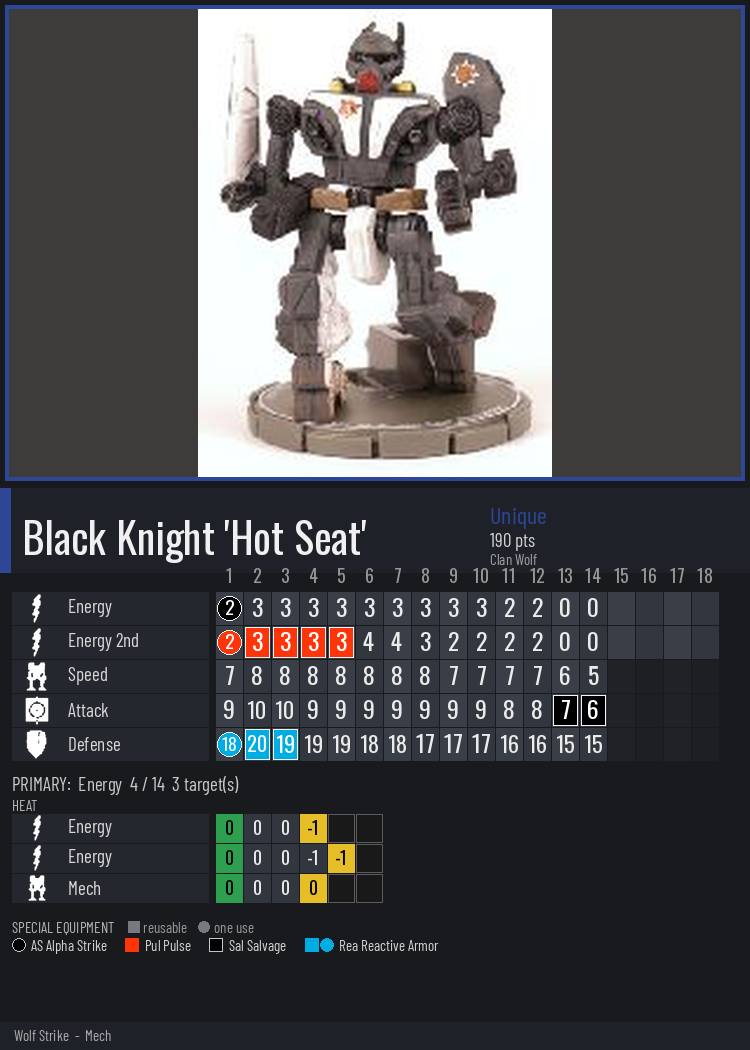 Unique
Black Knight 'Hot Seat'
190 pts
Clan Wolf
1 2 3 4 5 6 7 8 9 10 11 12 13 14 15 16 17 18
Energy 2 3 3 3 3 3 3 3 3 3 2 2 0 0
Energy 2nd 2 3 3 3 3 4 4 3 2 2 2 2 0 0
Speed 7 8 8 8 8 8 8 8 7 7 7 7 6 5
Attack 9 10 10 9 9 9 9 9 9 9 8 8 7 6
Defense 18 20 19 19 19 18 18 17 17 17 16 16 15 15
PRIMARY: Energy 4 / 14 3 target(s)
HEAT
Energy 0 0 0 -1
Energy 0 0 0 -1 -1
Mech 0 0 0 0
SPECIAL EQUIPMENT reusable one use
AS Alpha Strike Pul Pulse Sal Salvage Rea Reactive Armor
Wolf Strike - Mech